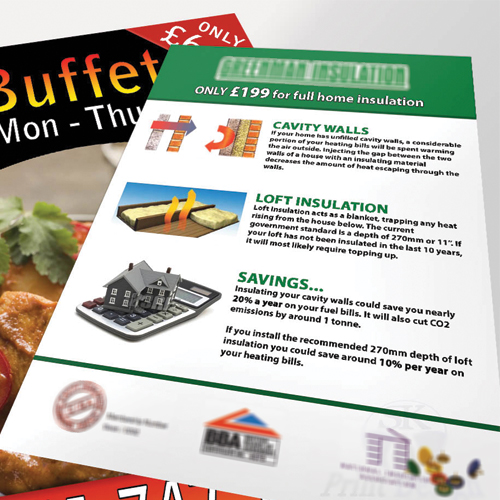 ONLY
Buffet
Mon - Thu
GREENMAN INSULATION
ONLY £199 for full home insulation
CAVITY WALLS
If your home has unfilled cavity walls, a considerable
portion of your heating bills will be spent warming
the air outside. Injecting the gap between the two
walls of a house with an insulating material
decreases the amount of heat escaping through the
walls.
LOFT INSULATION
Loft insulation acts as a blanket, trapping any heat
rising from the house below. The current
government standard is a depth of 270mm or 11". If
your loft has not been insulated in the last 10 years,
it will most likely require topping up.
SAVINGS...
Insulating your cavity walls could save you nearly
20% a year on your fuel bills. It will also cut CO2
emissions by around 1 tonne.
If you install the recommended 270mm depth of loft
insulation you could save around 10% per year on
your heating bills.
BBA